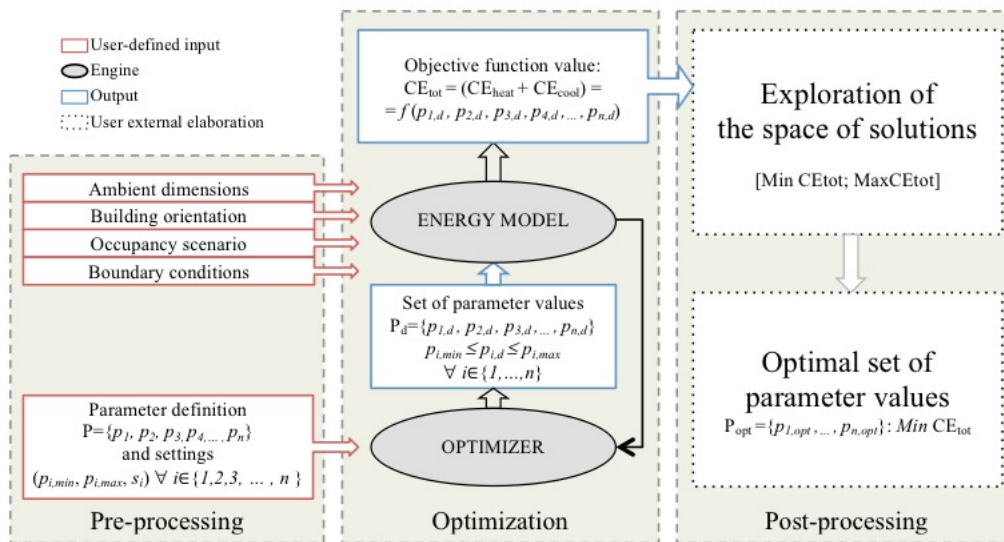 User-defined input
Engine
Output
User external elaboration
Ambient dimensions
Building orientation
Occupancy scenario
Boundary conditions
Parameter definition
P={p1, p2, p3,p4,..., pn}
and settings
(pi,min, pi,max, si) ∀ i∈{1,2,3, ... , n }
Pre-processing
Objective function value:
CEtot = (CEheat + CEcool) =
= f (p1,d , p2,d , p3,d , p4,d ,..., pn,d)
ENERGY MODEL
Set of parameter values
Pd={p1,d, p2,d , p3,d ,..., pn,d}
pi,min ≤ pi,d ≤ pi,max
∀ i∈{1,...,n}
OPTIMIZER
Optimization
Exploration of
the space of solutions
[Min CEtot; MaxCEtot]
Optimal set of
parameter values
Popt ={p1,opt ,..., pn,opt}: Min CEtot
Post-processing